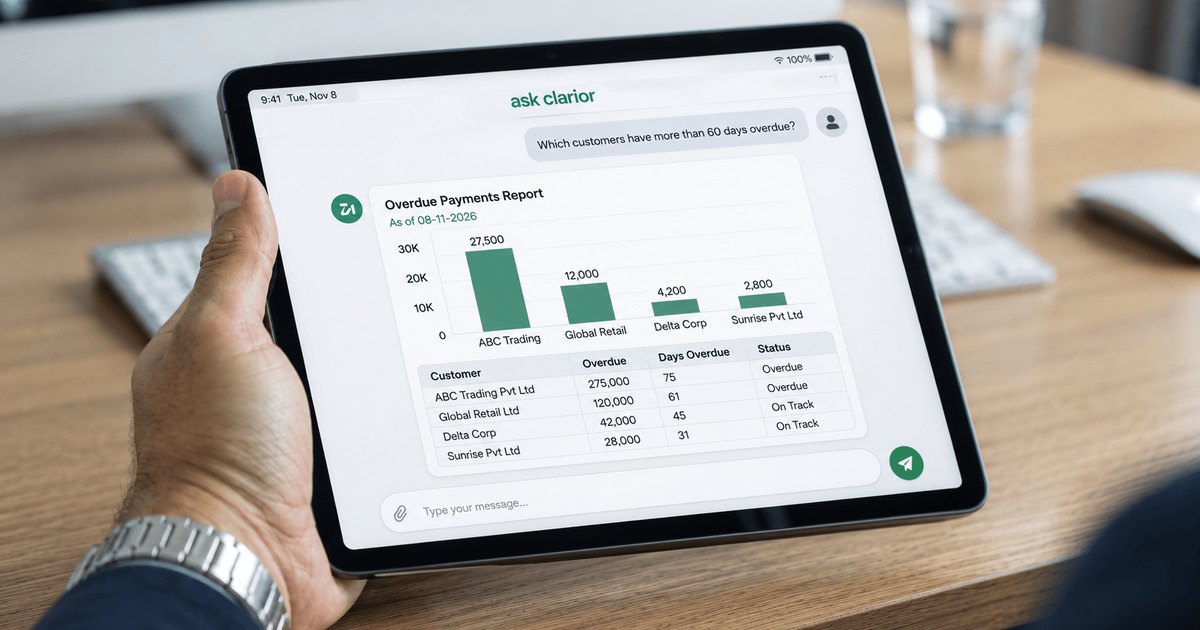 9:41 Tue, Nov 8
100%
ask clarior
Which customers have more than 60 days overdue?
Overdue Payments Report
As of 08-11-2026
30K
20K
10K
0
27,500
12,000
4,200
2,800
ABC Trading
Global Retail
Delta Corp
Sunrise Pvt Ltd
Customer Overdue Days Overdue Status
ABC Trading Pvt Ltd 275,000 75 Overdue
Global Retail Ltd 120,000 61 Overdue
Delta Corp 42,000 45 On Track
Sunrise Pvt Ltd 28,000 31 On Track
Type your message...